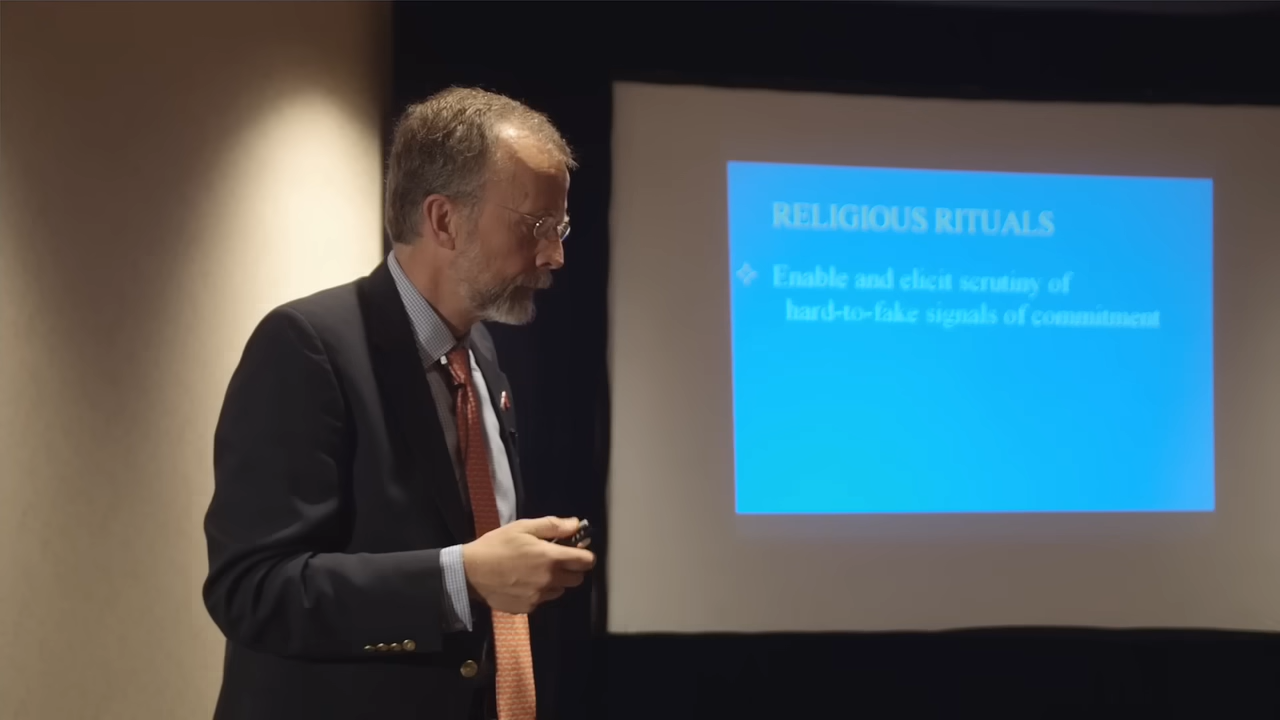 RELIGIOUS RITUALS
Enable and elicit scrutiny of
hard-to-fake signals of commitment